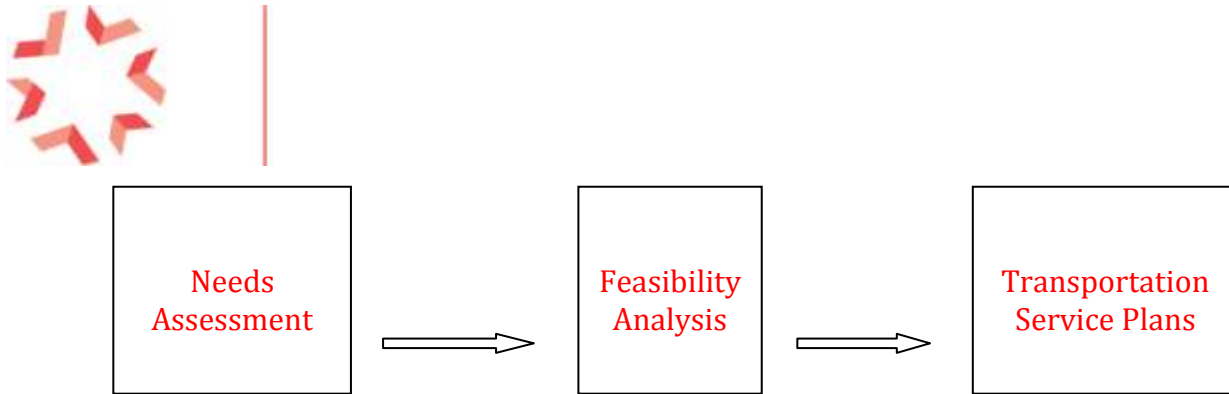 Needs
Assessment
Feasibility
Analysis
Transportation
Service Plans